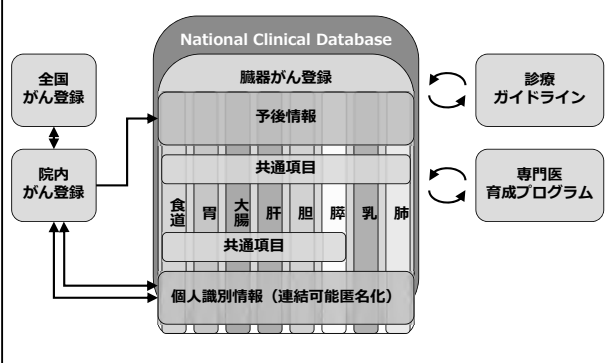 National Clinical Database
臓器がん登録
予後情報
共通項目
食道
胃
大腸
肝
胆
膵
乳
肺
共通項目
個人識別情報（連結可能匿名化）
全国
がん登録
院内
がん登録
診療
ガイドライン
専門医
育成プログラム